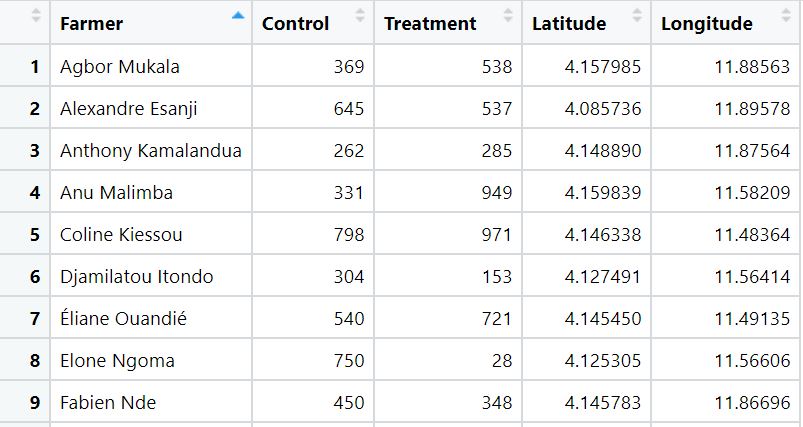 Farmer Control Treatment Latitude Longitude
1 Agbor Mukala 369 538 4.157985 11.88563
2 Alexandre Esanji 645 537 4.085736 11.89578
3 Anthony Kamalandua 262 285 4.148890 11.87564
4 Anu Malimba 331 949 4.159839 11.58209
5 Coline Kiessou 798 971 4.146338 11.48364
6 Djamilatou Itondo 304 153 4.127491 11.56414
7 Éliane Ouandié 540 721 4.145450 11.49135
8 Elone Ngoma 750 28 4.125305 11.56606
9 Fabien Nde 450 348 4.145783 11.86696